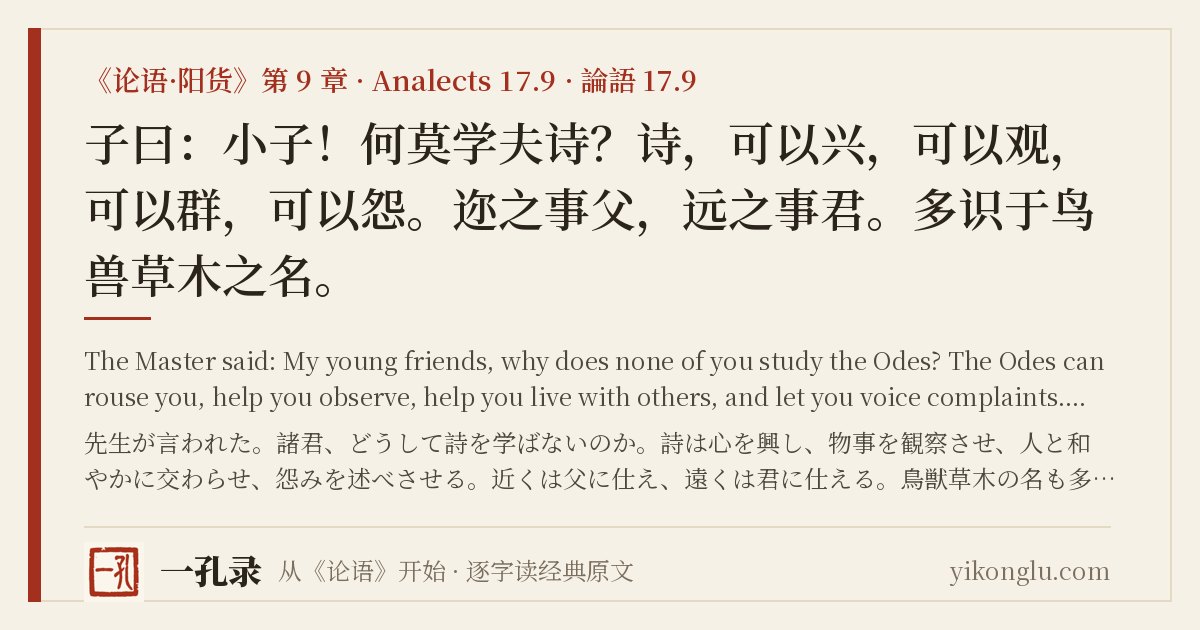 《论语·阳货》第 9 章 · Analects 17.9 · 論語 17.9
子曰：小子！何莫学夫诗？诗，可以兴，可以观，
可以群，可以怨。迩之事父，远之事君。多识于鸟
兽草木之名。
The Master said: My young friends, why does none of you study the Odes? The Odes can
rouse you, help you observe, help you live with others, and let you voice complaints....
先生が言われた。諸君、どうして詩を学ばないのか。詩は心を興し、物事を観察させ、人と和
やかに交わらせ、怨みを述べさせる。近くは父に仕え、遠くは君に仕える。鳥獣草木の名も多…
一孔
一孔录
从《论语》开始 · 逐字读经典原文
yikonglu.com